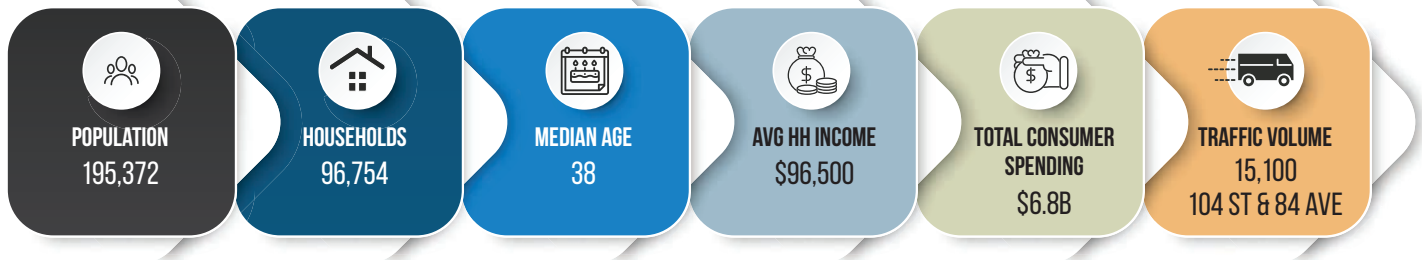 POPULATION
195,372
HOUSEHOLDS
96,754
MEDIAN AGE
38
AVG HH INCOME
$96,500
TOTAL CONSUMER
SPENDING
$6.8B
TRAFFIC VOLUME
15,100
104 ST & 84 AVE